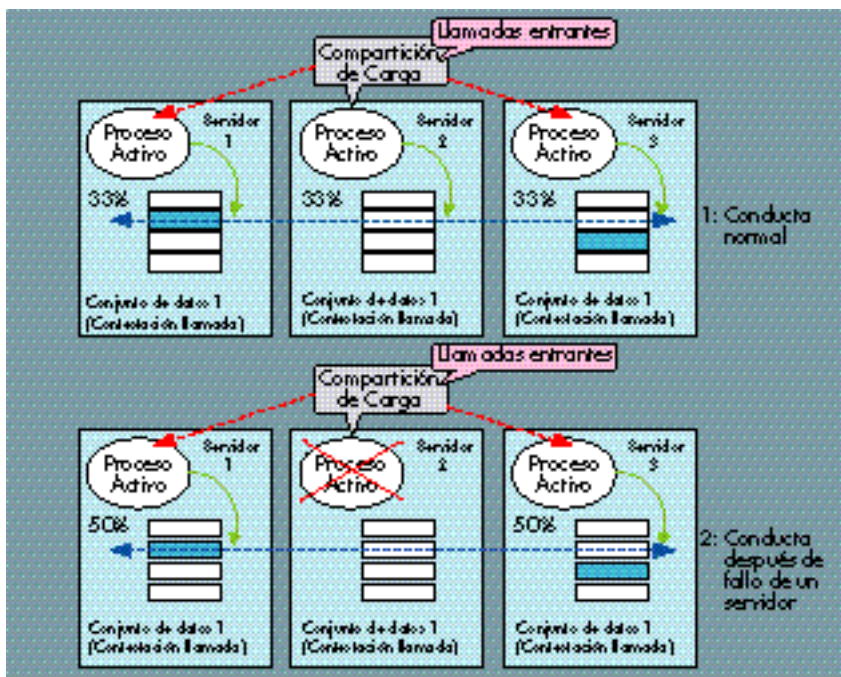 Llamadas entrantes
Compartición
de Carga
Proceso
Activo
Servidor
1
Proceso
Activo
Servidor
2
Proceso
Activo
Servidor
3
33%
33%
33%
1: Conducta
normal
Conjunto de datos 1
(Contestación llamada)
Conjunto de datos 1
(Contestación llamada)
Conjunto de datos 1
(Contestación llamada)
Llamadas entrantes
Compartición
de Carga
Proceso
Activo
Servidor
1
Proceso
Activo
Servidor
2
Proceso
Activo
Servidor
3
50%
50%
2: Conducta
después de
fallo de un
servidor
Conjunto de datos 1
(Contestación llamada)
Conjunto de datos 1
(Contestación llamada)
Conjunto de datos 1
(Contestación llamada)